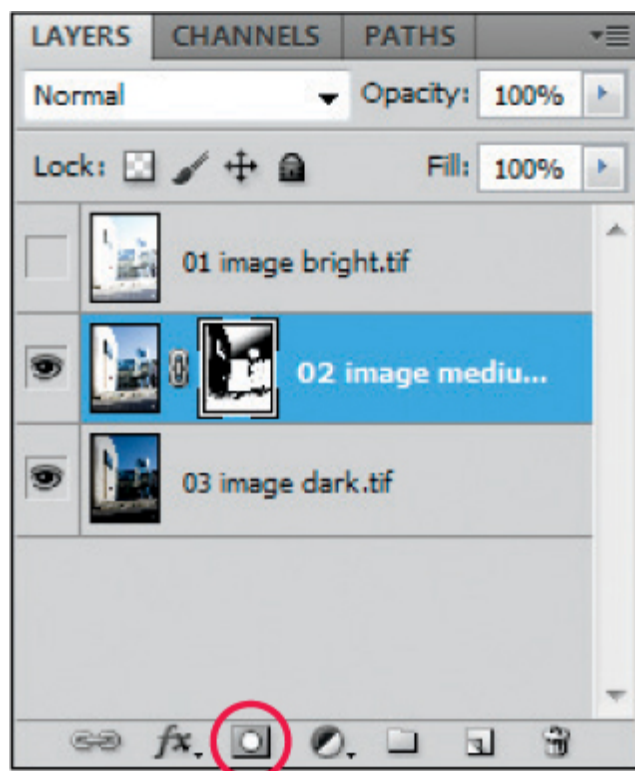 LAYERS CHANNELS PATHS
Normal Opacity: 100%
Lock: Fill: 100%
01 image bright.tif
02 image mediu...
03 image dark.tif
fx.